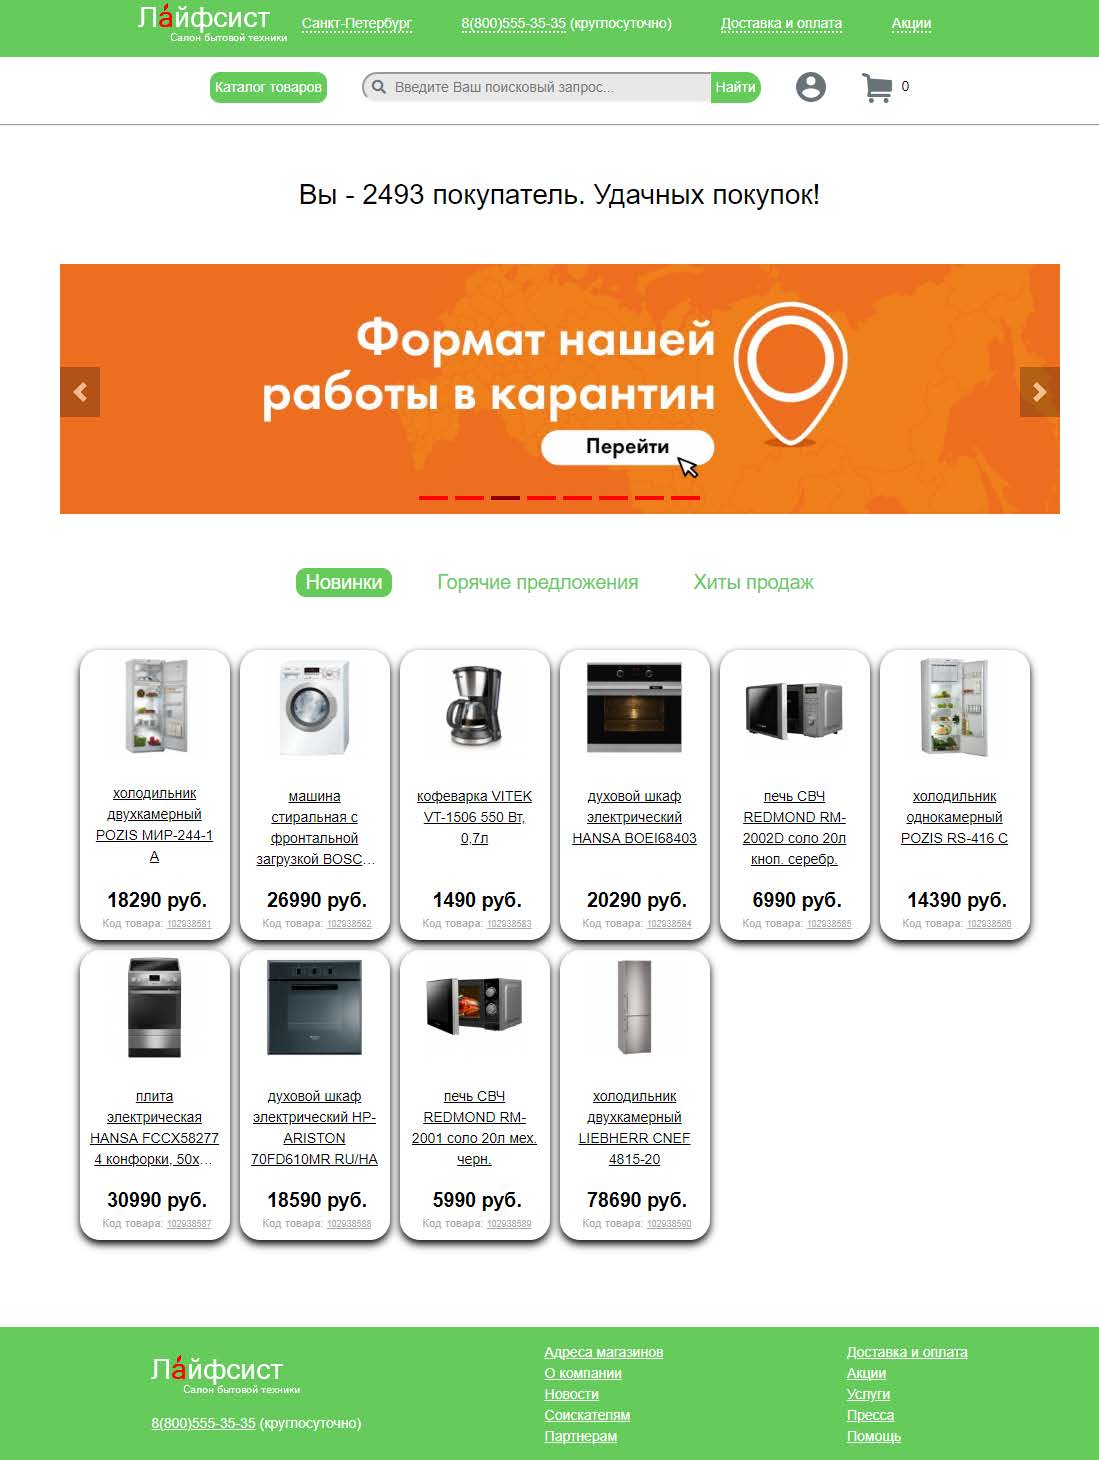 Лайфсист
Салон бытовой техники
Санкт-Петербург
8(800)555-35-35 (круглосуточно)
Доставка и оплата
Акции
Каталог товаров
Введите Ваш поисковый запрос...
Найти
0
Вы - 2493 покупатель. Удачных покупок!
Формат нашей
работы в карантин
Перейти
Новинки
Горячие предложения
Хиты продаж
холодильник
двухкамерный
POZIS МИР-244-1
А
18290 руб.
Код товара: 102938581
машина
стиральная с
фронтальной
загрузкой BOSC...
26990 руб.
Код товара: 102938582
кофеварка VITEK
VT-1506 550 Вт,
0,7л
1490 руб.
Код товара: 102938583
духовой шкаф
электрический
HANSA BOEI68403
20290 руб.
Код товара: 102938584
печь СВЧ
REDMOND RM-
2002D соло 20л
кноп. серебр.
6990 руб.
Код товара: 102938585
холодильник
однокамерный
POZIS RS-416 C
14390 руб.
Код товара: 102938586
плита
электрическая
HANSA FCCX58277
4 конфорки, 50х...
30990 руб.
Код товара: 102938587
духовой шкаф
электрический HP-
ARISTON
70FD610MR RU/HA
18590 руб.
Код товара: 102938588
печь СВЧ
REDMOND RM-
2001 соло 20л мех.
черн.
5990 руб.
Код товара: 102938589
холодильник
двухкамерный
LIEBHERR CNEF
4815-20
78690 руб.
Код товара: 102938590
Лайфсист
Салон бытовой техники
8(800)555-35-35 (круглосуточно)
Адреса магазинов
О компании
Новости
Соискателям
Партнерам
Доставка и оплата
Акции
Услуги
Пресса
Помощь